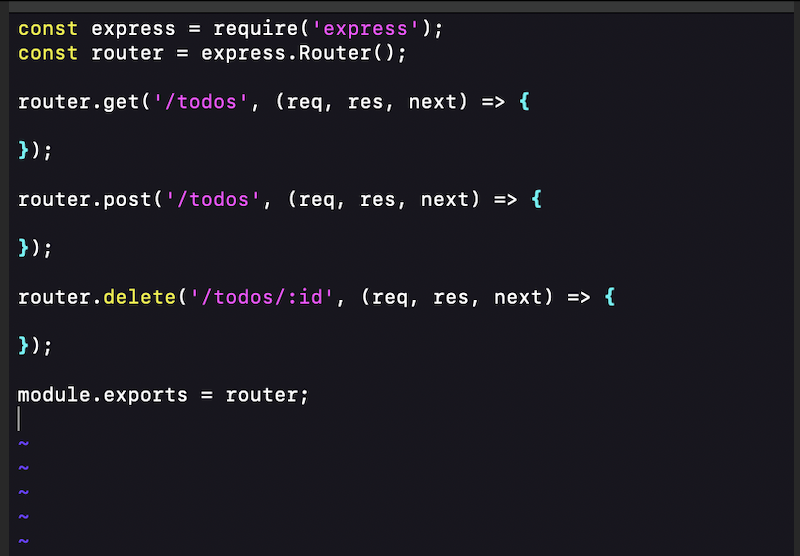 const express = require('express');
const router = express.Router();
router.get('/todos', (req, res, next) => {
});
router.post('/todos', (req, res, next) => {
});
router.delete('/todos/:id', (req, res, next) => {
});
module.exports = router;
~
~
~
~
~